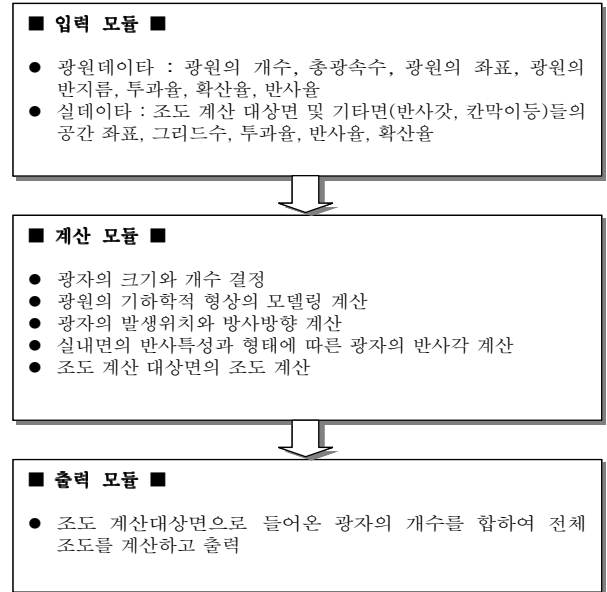 ■ 입력 모듈 ■
● 광원데이타 : 광원의 개수, 총광속수, 광원의 좌표, 광원의
반지름, 투과율, 확산율, 반사율
● 실데이타 : 조도 계산 대상면 및 기타면(반사갓, 칸막이등)들의
공간 좌표, 그리드수, 투과율, 반사율, 확산율
■ 계산 모듈 ■
● 광자의 크기와 개수 결정
● 광원의 기하학적 형상의 모델링 계산
● 광자의 발생위치와 방사방향 계산
● 실내면의 반사특성과 형태에 따른 광자의 반사각 계산
● 조도 계산 대상면의 조도 계산
■ 출력 모듈 ■
● 조도 계산대상면으로 들어온 광자의 개수를 합하여 전체
조도를 계산하고 출력